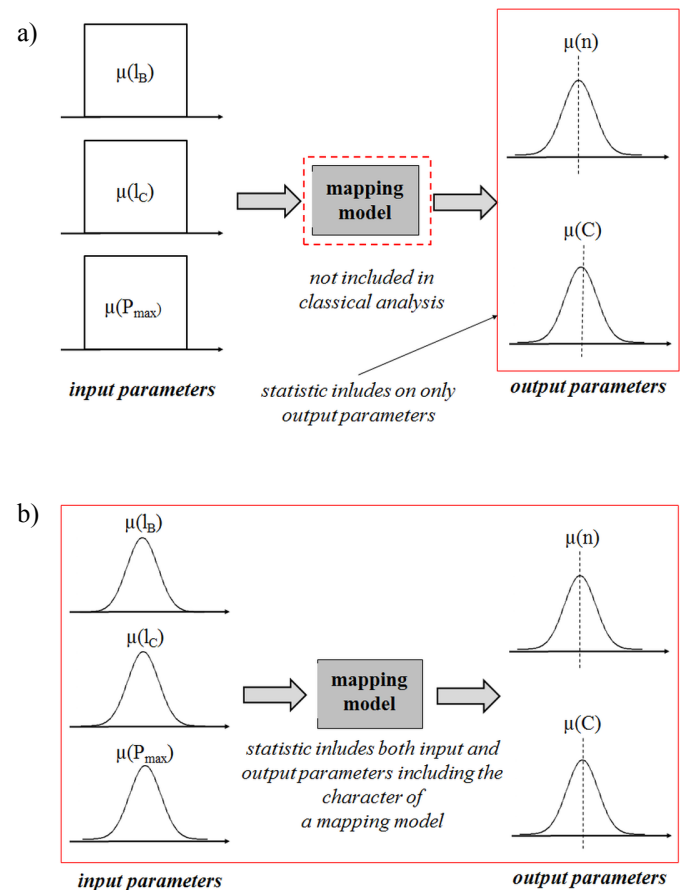 a)
μ(l_B)
μ(l_C)
μ(P_max)
input parameters
mapping
model
not included in
classical analysis
statistic inludes on only
output parameters
μ(n)
μ(C)
output parameters
b)
μ(l_B)
μ(l_C)
μ(P_max)
input parameters
mapping
model
statistic inludes both input and
output parameters including the
character of
a mapping model
μ(n)
μ(C)
output parameters